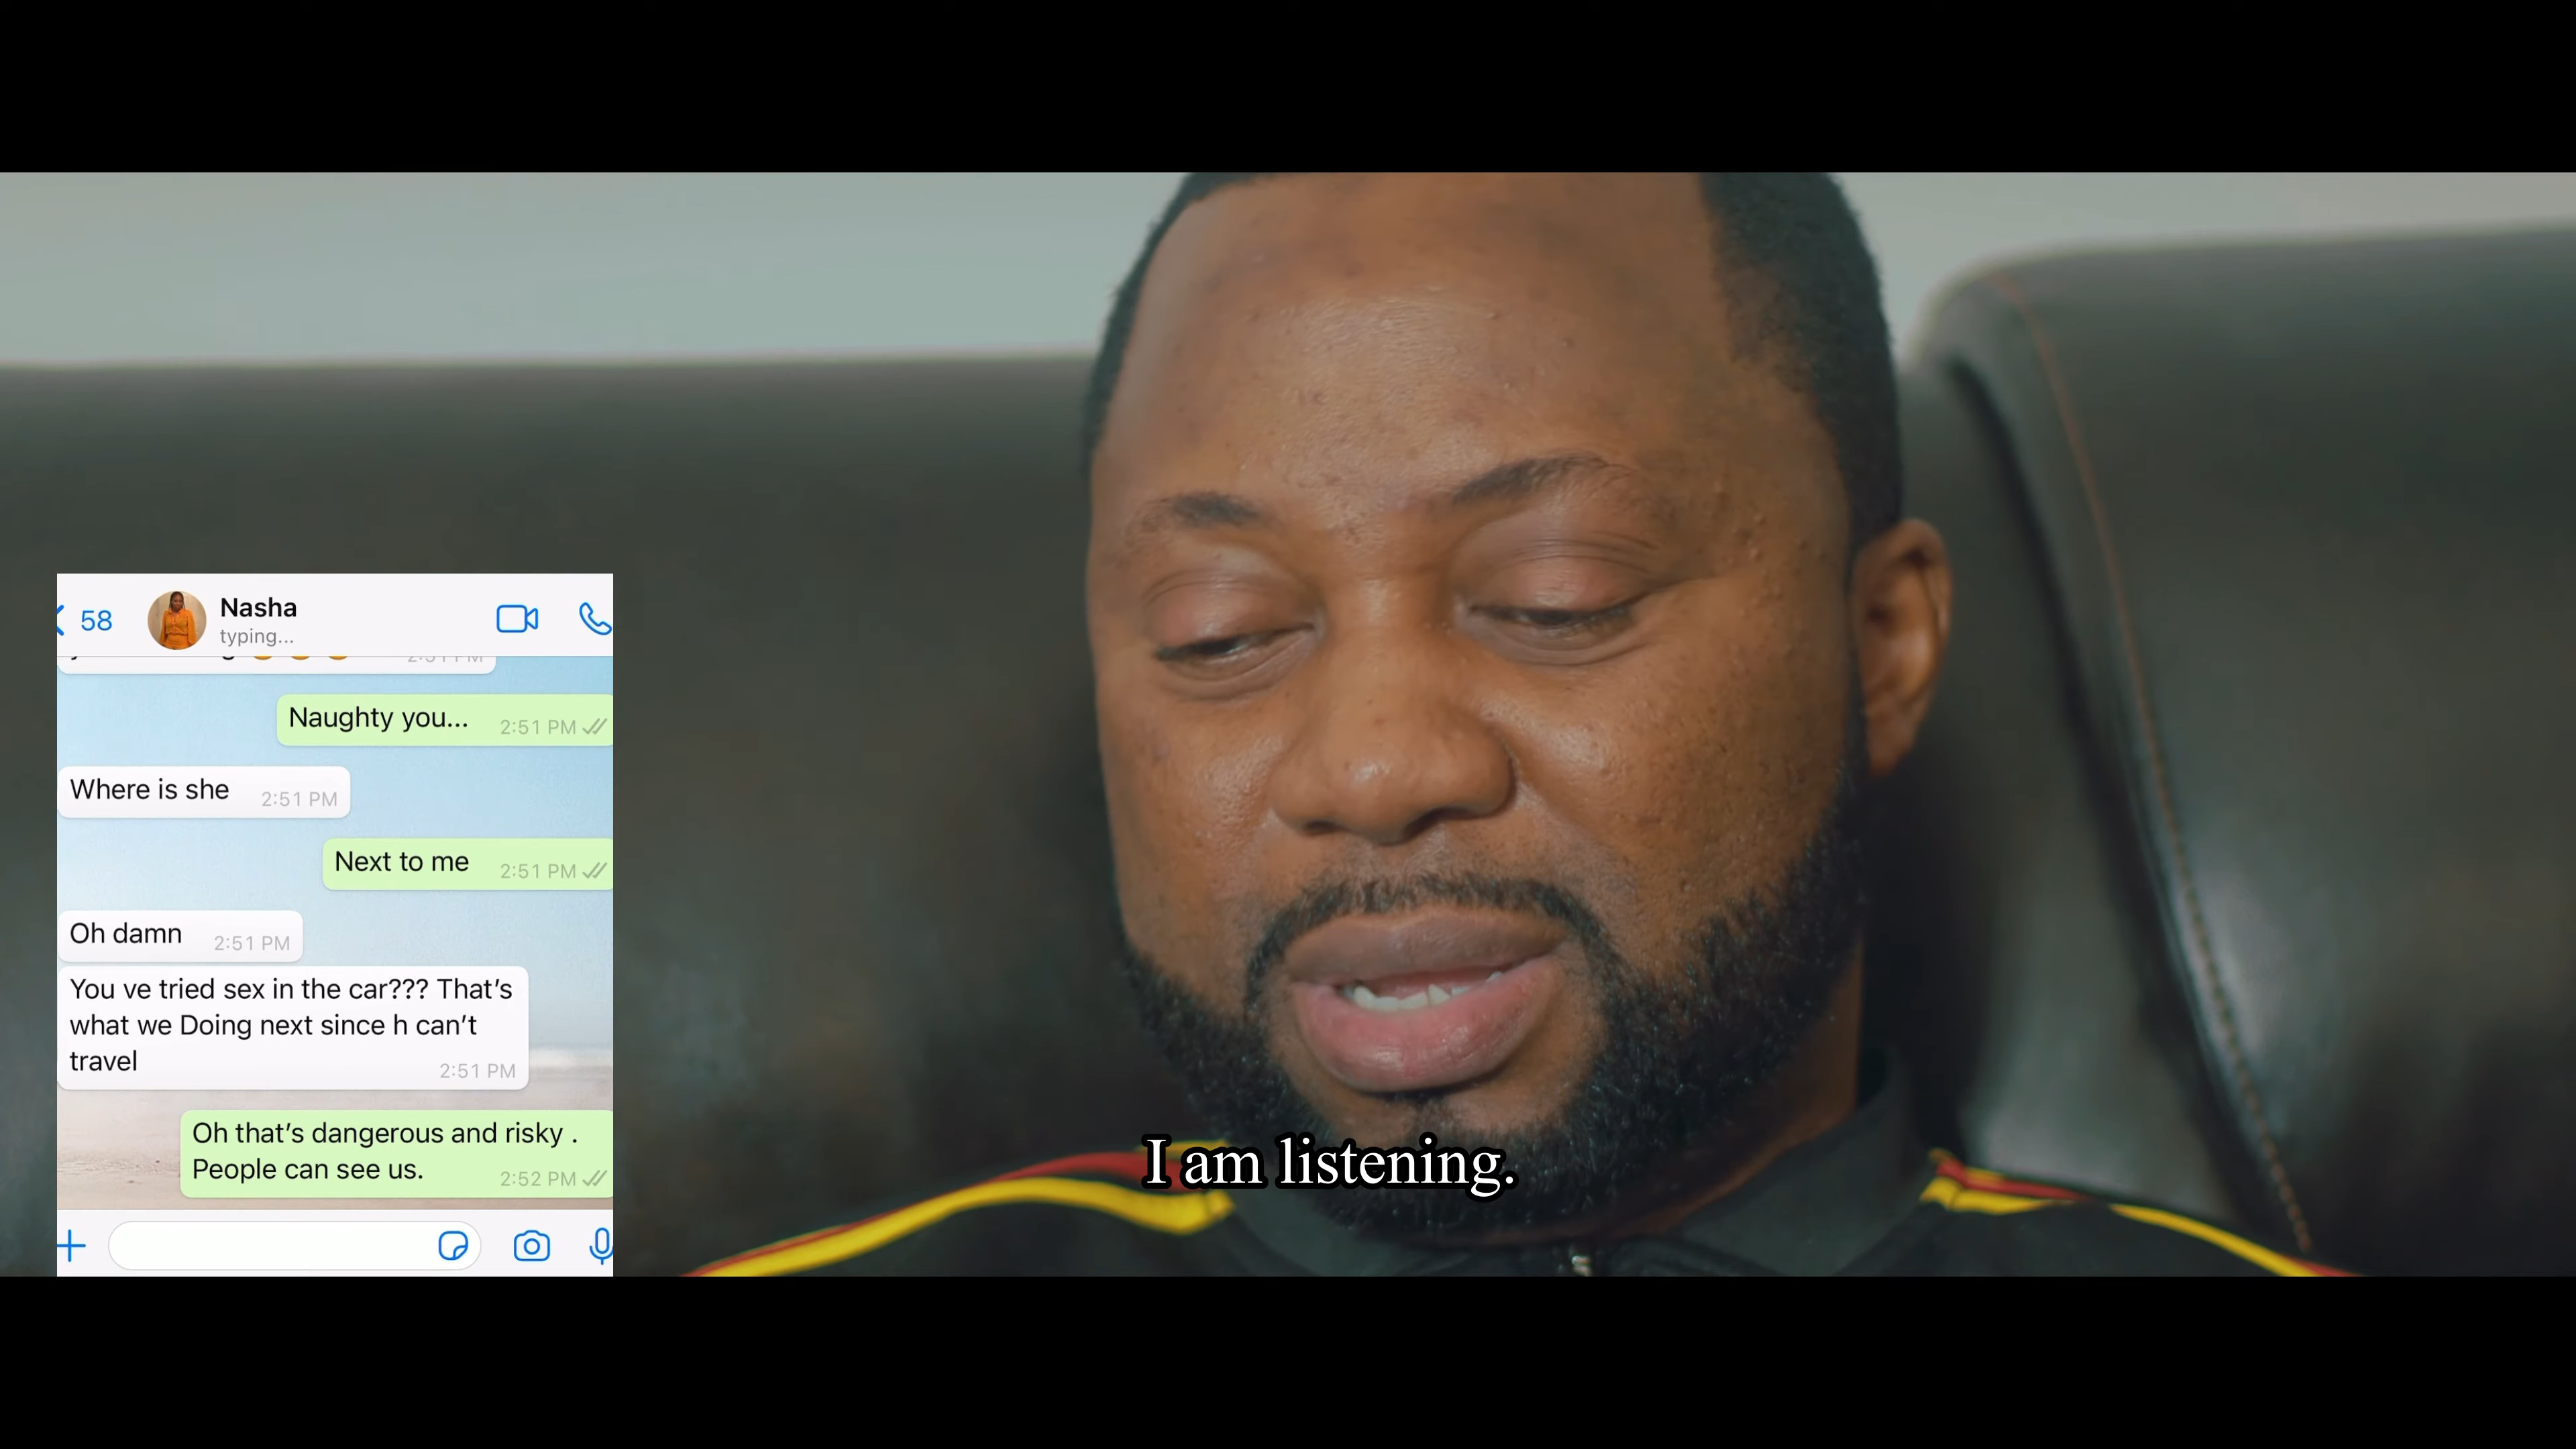 58
Nasha
typing...
Naughty you... 2:51 PM
Where is she 2:51 PM
Next to me 2:51 PM
Oh damn 2:51 PM
You ve tried sex in the car??? That's
what we Doing next since h can't
travel 2:51 PM
Oh that's dangerous and risky .
People can see us. 2:52 PM
I am listening.